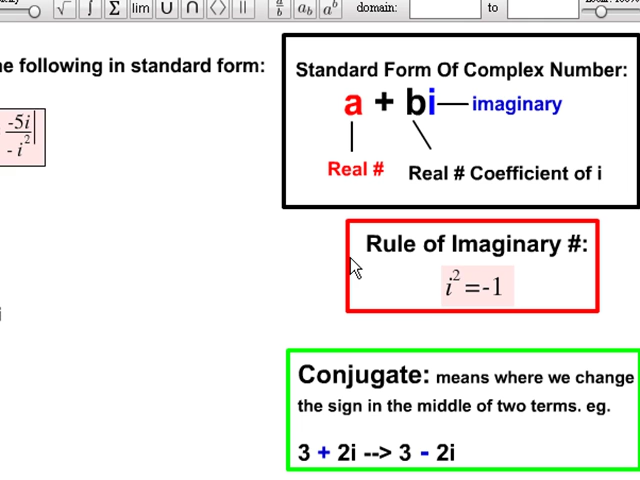 √ ∫ Σ lim U ∩ <> || a/b a_b a^b domain: to
e following in standard form:
-5i
- i²
i
Standard Form Of Complex Number:
a + bi imaginary
Real # Real # Coefficient of i
Rule of Imaginary #:
i² =-1
Conjugate: means where we change
the sign in the middle of two terms. eg.
3 + 2i --> 3 - 2i